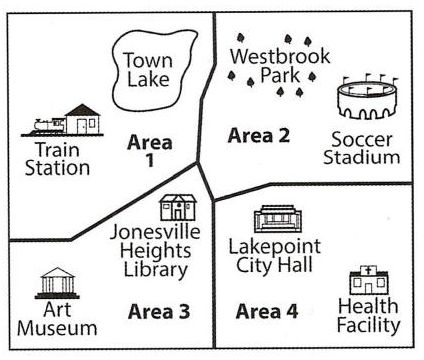 Town
Lake
Westbrook
Park
Train
Station
Area
1
Area 2
Soccer
Stadium
Jonesville
Heights
Library
Lakepoint
City Hall
Art
Museum
Area 3
Area 4
Health
Facility